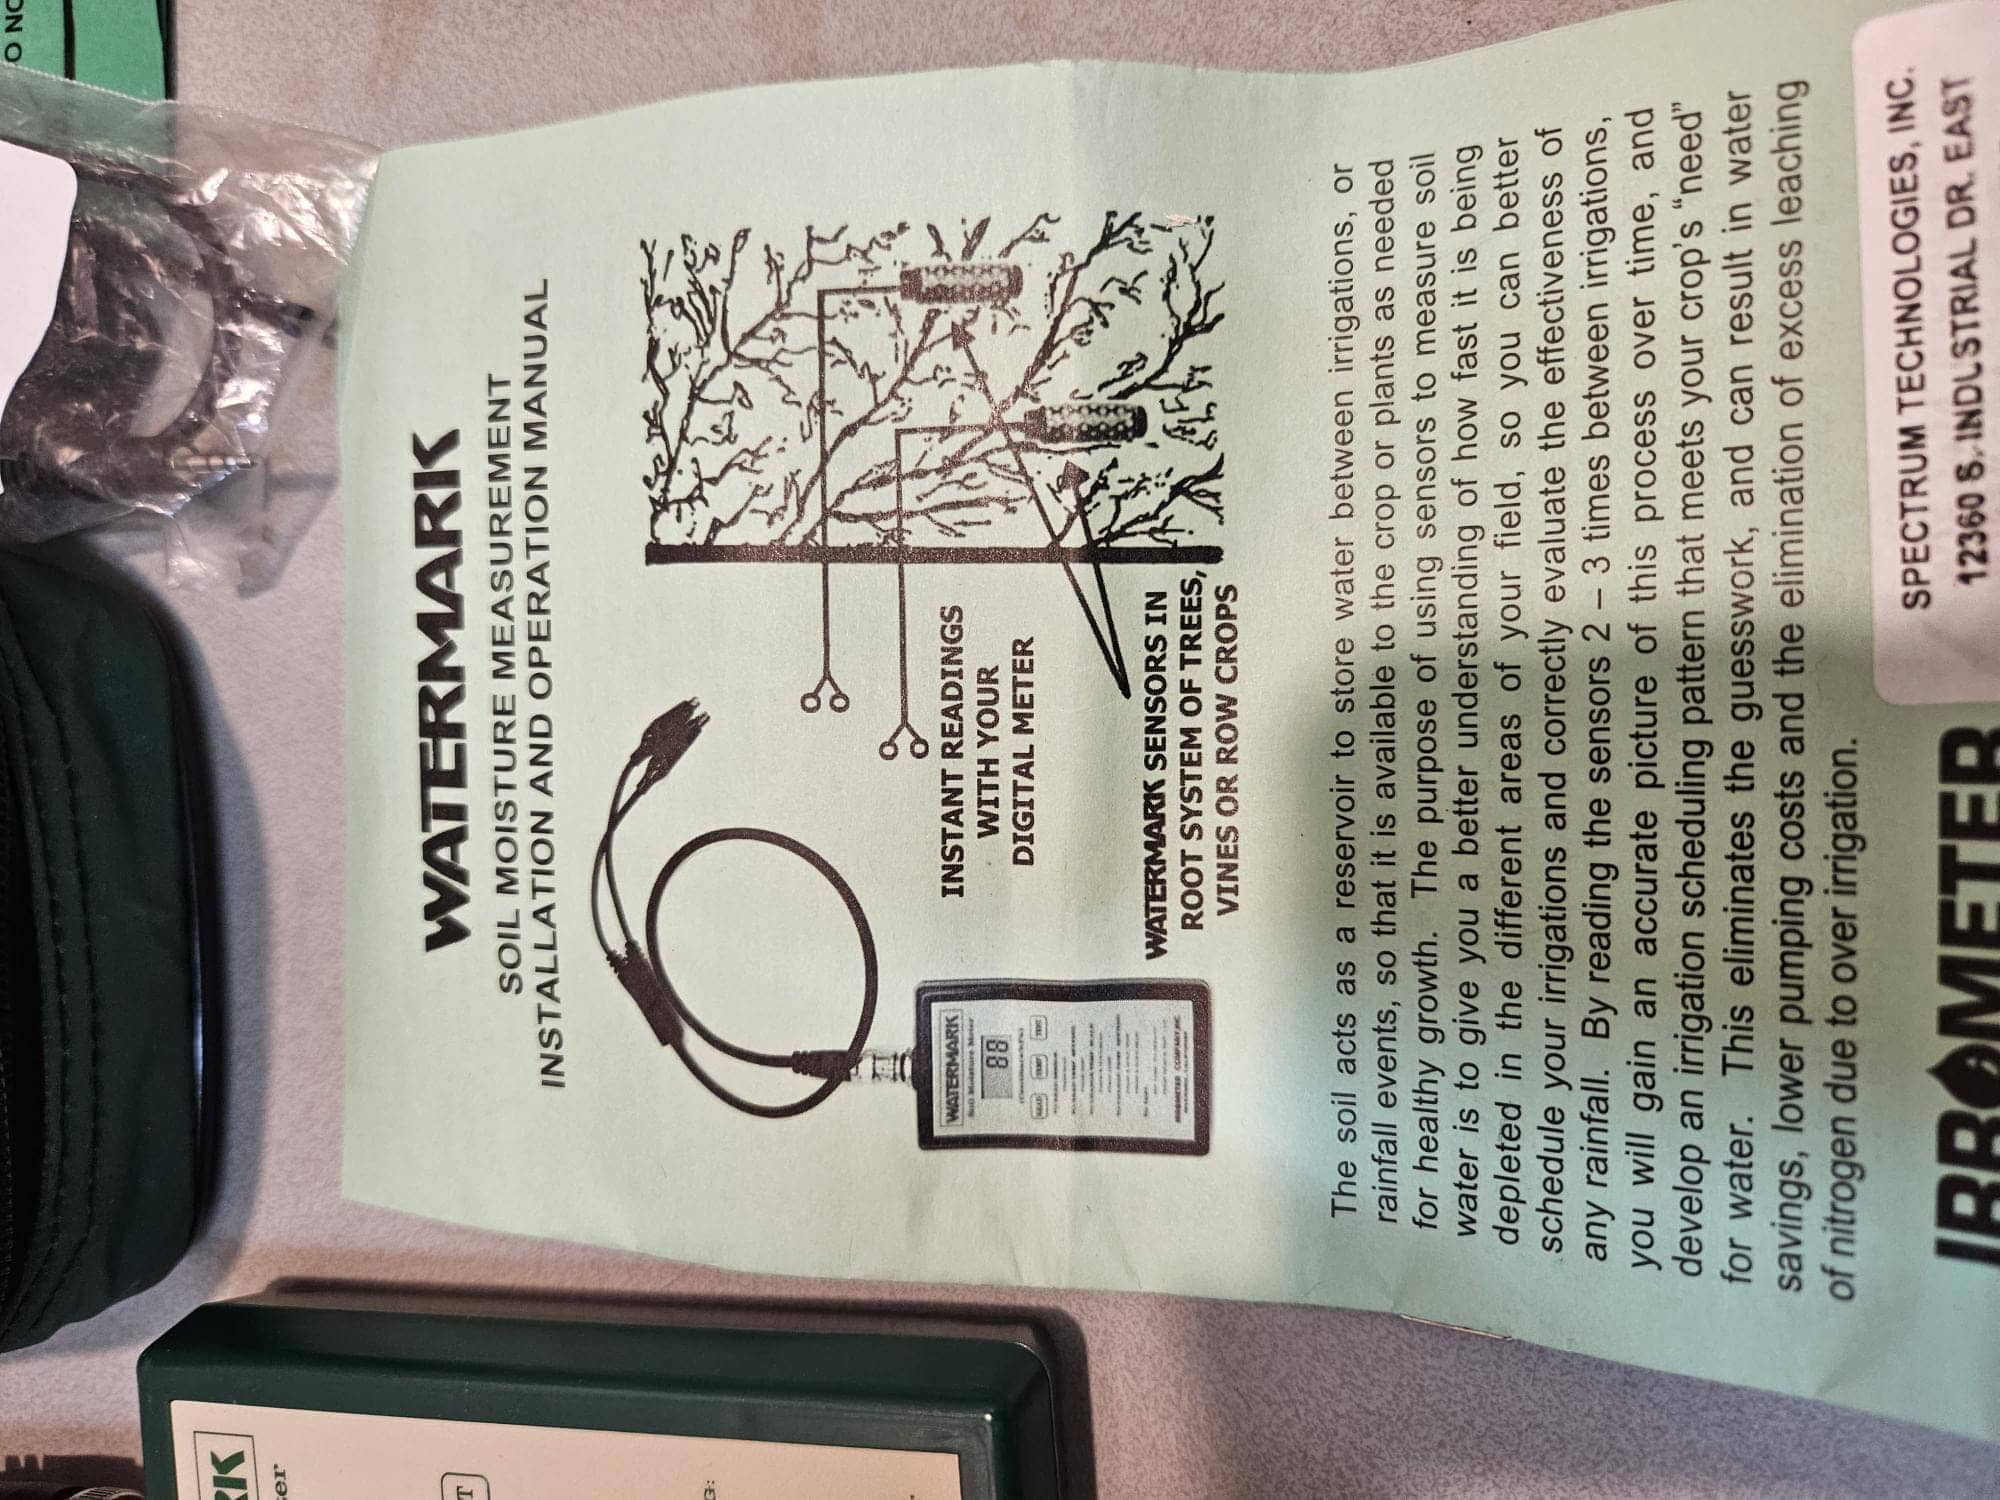 WATERMARK
SOIL MOISTURE MEASUREMENT
INSTALLATION AND OPERATION MANUAL
WATERMARK
Soil Moisture Meter
88
INSTANT READINGS
WITH YOUR
DIGITAL METER
WATERMARK SENSORS IN
ROOT SYSTEM OF TREES,
VINES OR ROW CROPS
The soil acts as a reservoir to store water between irrigations, or
rainfall events, so that it is available to the crop or plants as needed
for healthy growth. The purpose of using sensors to measure soil
water is to give you a better understanding of how fast it is being
depleted in the different areas of your field, so you can better
schedule your irrigations and correctly evaluate the effectiveness of
any rainfall. By reading the sensors 2 – 3 times between irrigations,
you will gain an accurate picture of this process over time, and
develop an irrigation scheduling pattern that meets your crop's "need"
for water. This eliminates the guesswork, and can result in water
savings, lower pumping costs and the elimination of excess leaching
of nitrogen due to over irrigation.
IRROMETER
SPECTRUM TECHNOLOGIES, INC.
12360 S. INDUSTRIAL DR. EAST
RK
er
T
G:
O NO